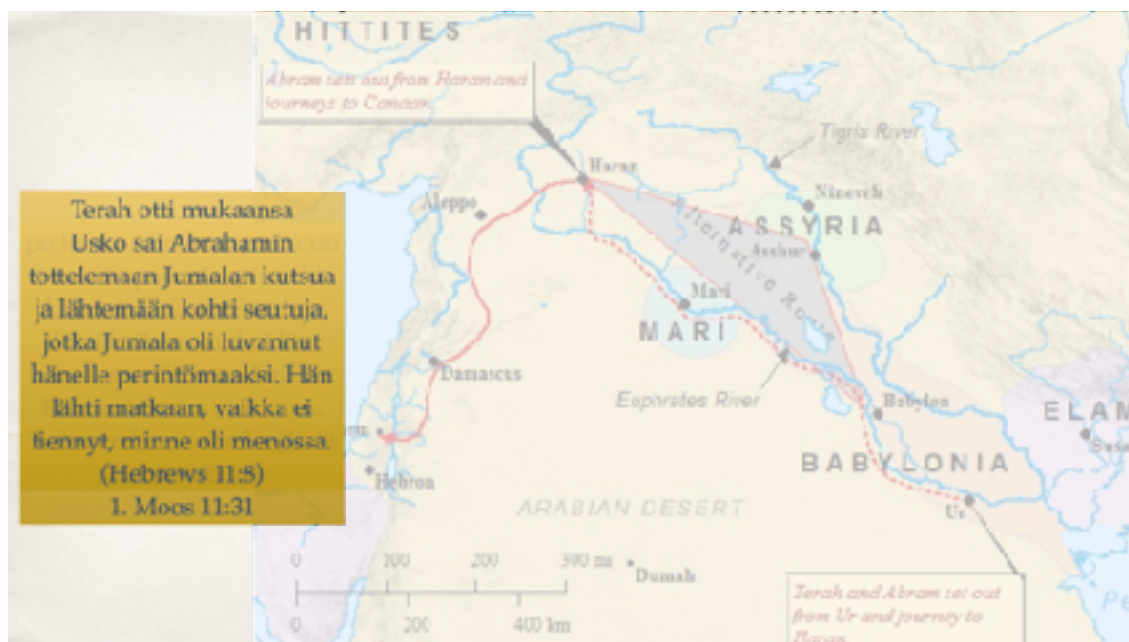 HITTITES
Abram sets out from Haran and
journeys to Canaan
Haran
Tigris River
Nineveh
Aleppo
ASSYRIA
Asshur
Alternative Route
Mari
MARI
Terah otti mukaansa
Usko sai Abrahamin
tottelemaan Jumalan kutsua
ja lähtemään kohti seutuja,
jotka Jumala oli luvannut
hänelle perintömaaksi. Hän
lähti matkaan, vaikka ei
tiennyt, minne oli menossa.
(Hebrews 11:8)
1. Moos 11:31
Damascus
Euphrates River
Babylon
ELAM
Susa
BABYLONIA
Hebron
ARABIAN DESERT
Ur
0 100 200 300 mi
Dumah
0 200 400 km
Terah and Abram set out
from Ur and journey to
Haran